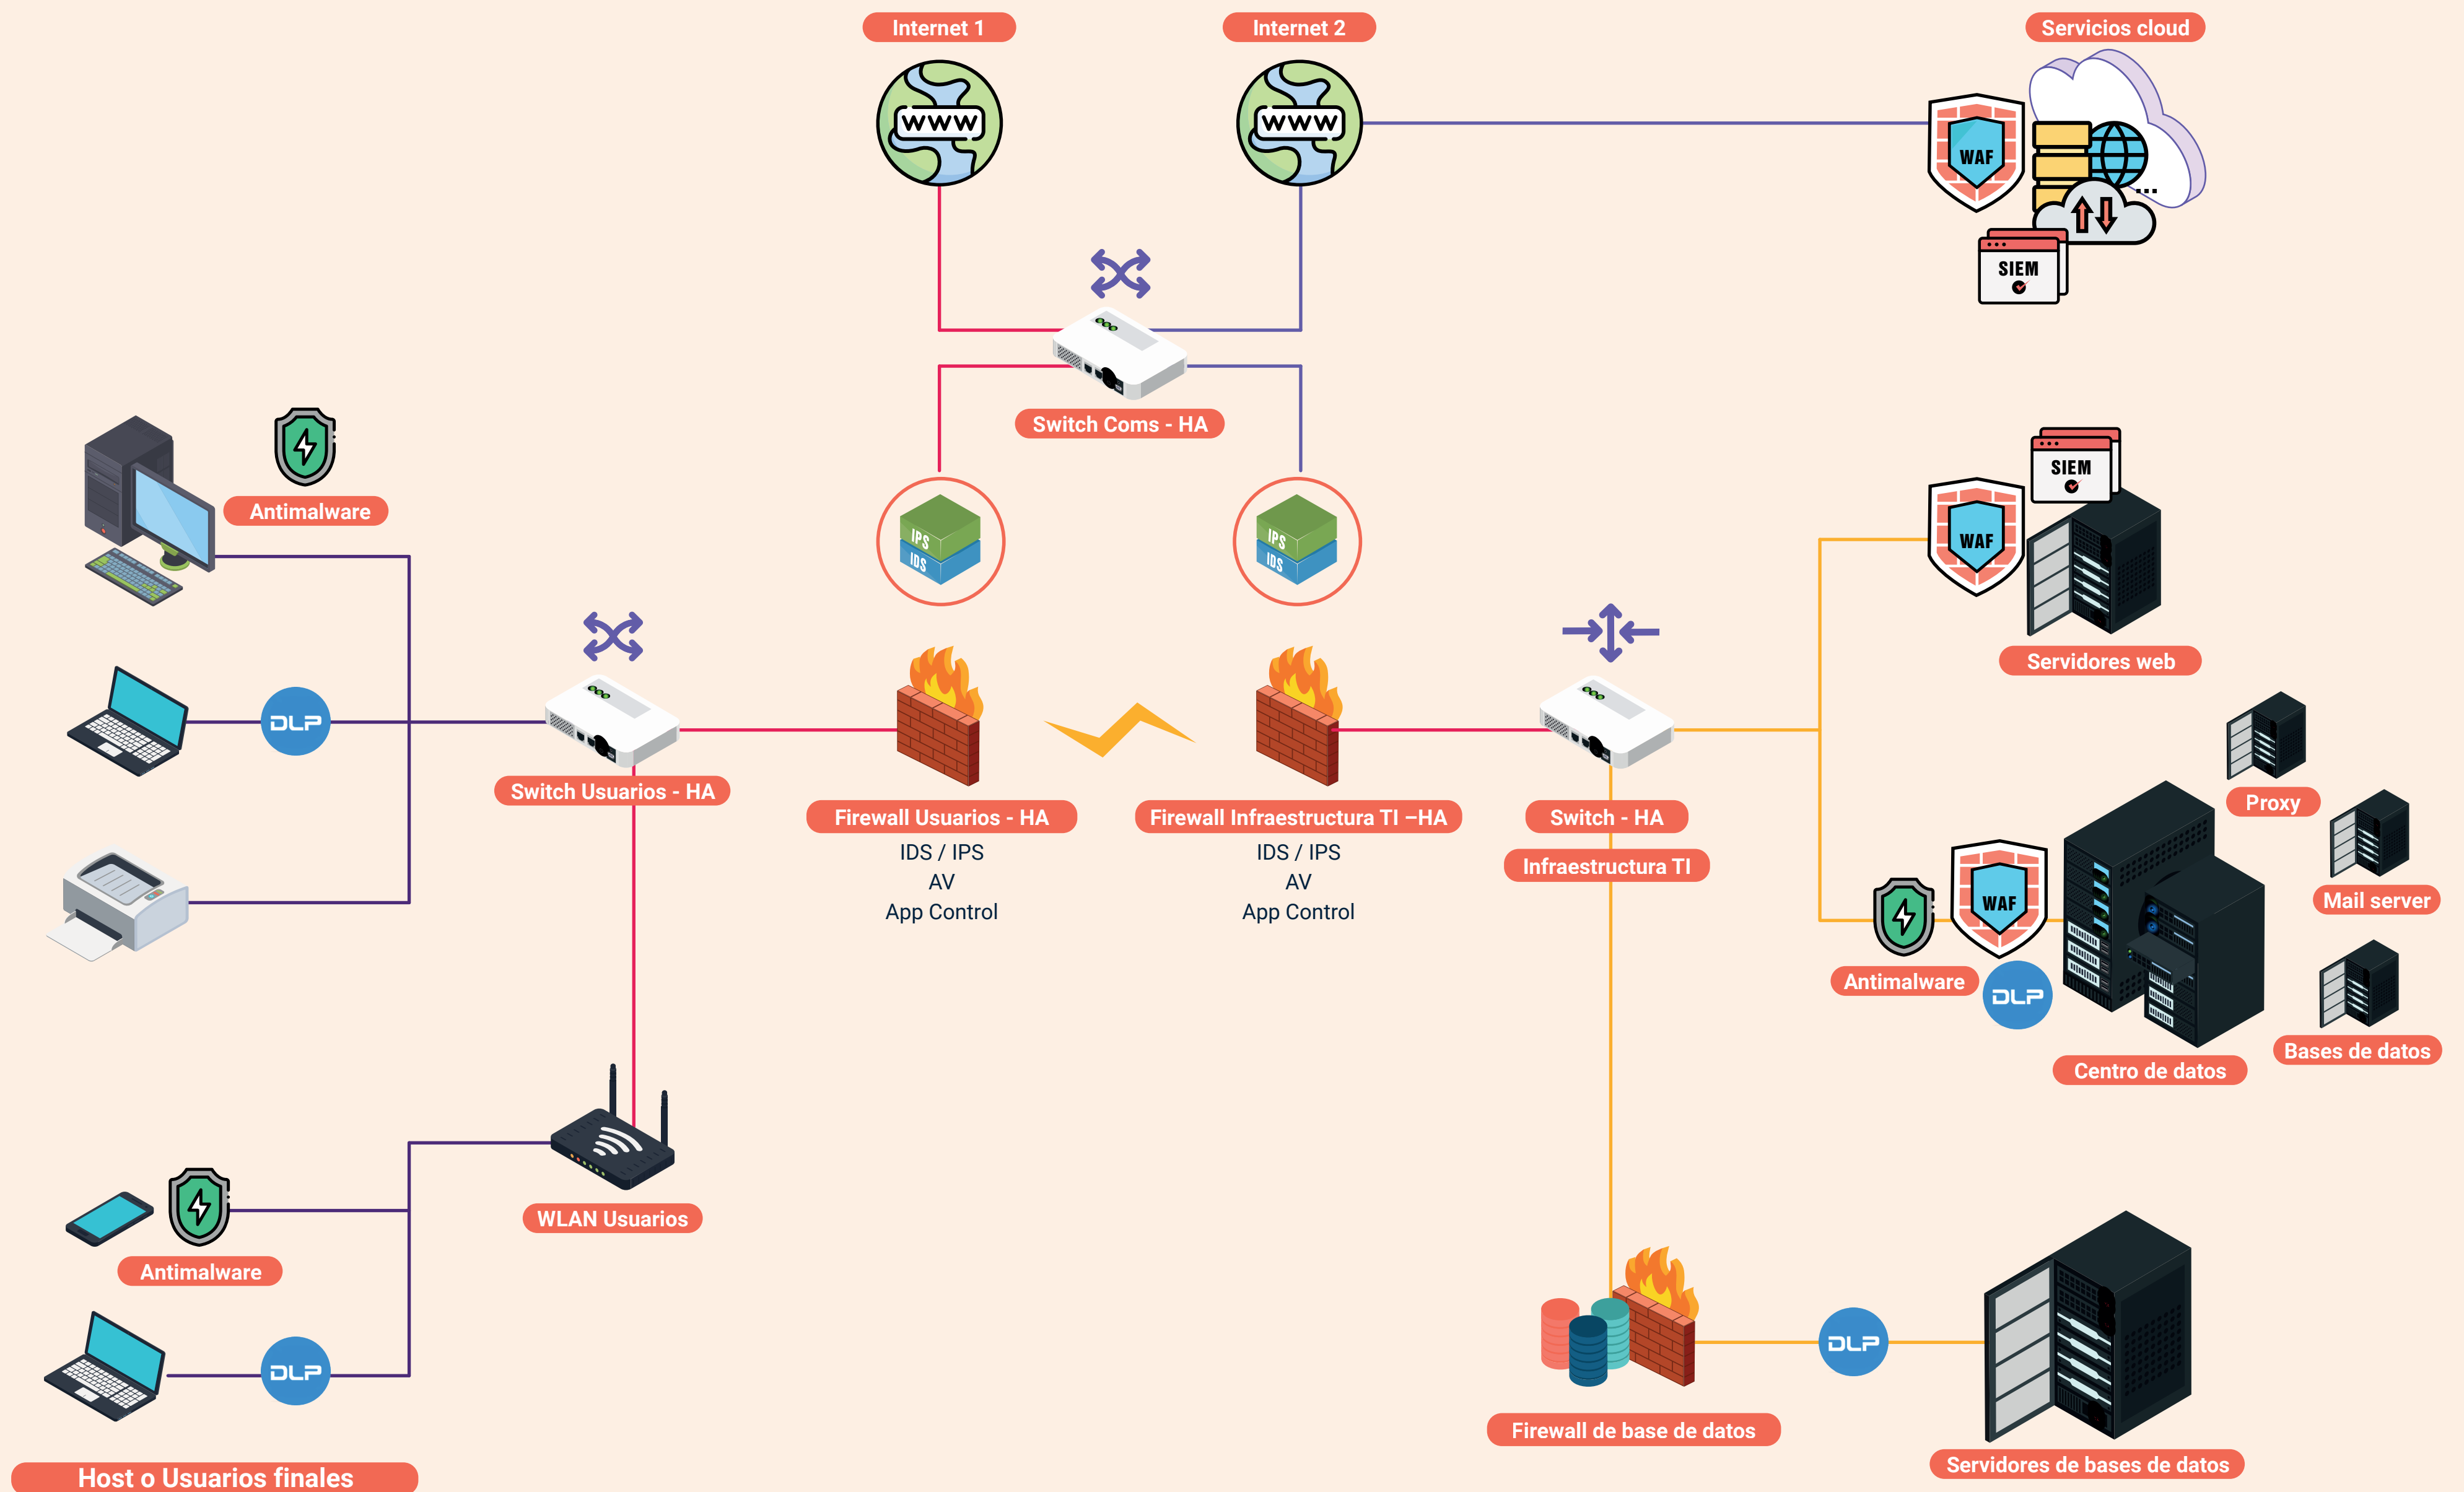 Internet 1
Internet 2
Servicios cloud
WWW
WWW
WAF
SIEM
Switch Coms - HA
Antimalware
IPS
IDS
IPS
IDS
SIEM
WAF
Servidores web
DLP
Switch Usuarios - HA
Firewall Usuarios - HA
IDS / IPS
AV
App Control
Firewall Infraestructura TI –HA
IDS / IPS
AV
App Control
Switch - HA
Infraestructura TI
Proxy
Mail server
WAF
Antimalware
DLP
Bases de datos
Centro de datos
WLAN Usuarios
Antimalware
DLP
DLP
Firewall de base de datos
Servidores de bases de datos
Host o Usuarios finales